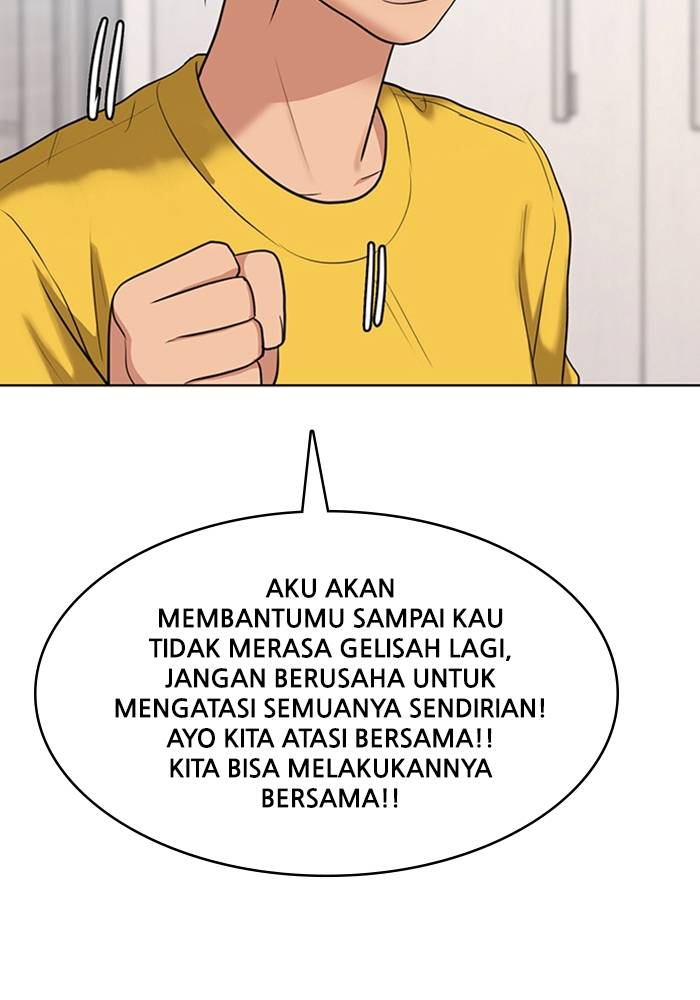 AKU AKAN
MEMBANTUMU SAMPAI KAU
TIDAK MERASA GELISAH LAGI,
JANGAN BERUSAHA UNTUK
MENGATASI SEMUANYA SENDIRIAN!
AYO KITA ATASI BERSAMA!!
KITA BISA MELAKUKANNYA
BERSAMA!!